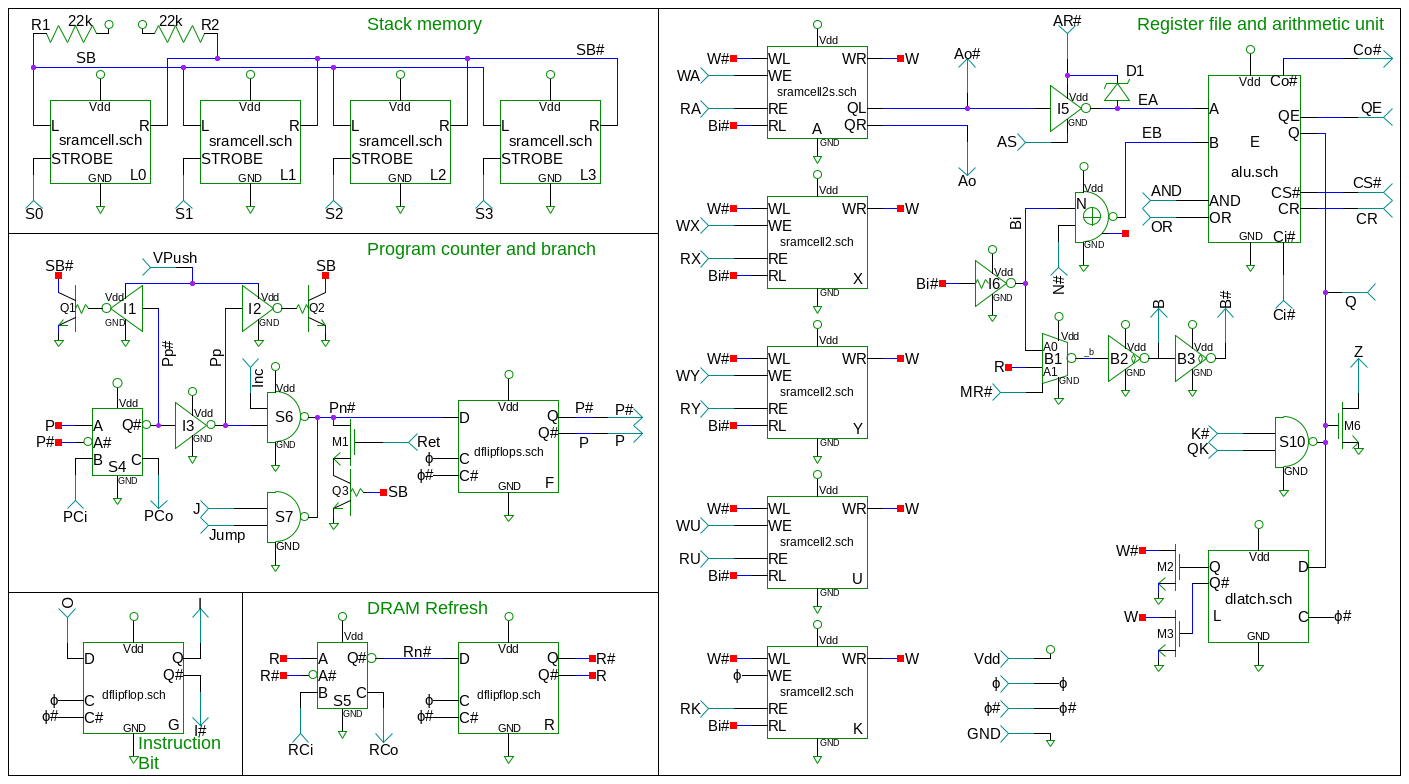 Stack memory
R1 22k 22k R2
SB SB#
Vdd Vdd Vdd Vdd
L R L R L R L R
sramcell.sch sramcell.sch sramcell.sch sramcell.sch
STROBE STROBE STROBE STROBE
GND L0 GND L1 GND L2 GND L3
S0 S1 S2 S3
Program counter and branch
VPush
SB# SB
Q1 Vdd I1 GND I2 Vdd GND Q2
Pp# Pp Inc
Vdd Vdd Vdd
P A Q# I3 S6 Pn#
P# A# GND GND
B C
S4
GND
PCi PCo
J S7
Jump GND
M1 Ret
Q3 SB
Vdd
D Q P# P#
Q# P P
dflipflops.sch
ϕ C
ϕ# C#
GND F
O I
Vdd
D Q
Q#
dflipflop.sch
ϕ C
ϕ# C#
GND G I#
Instruction
Bit
DRAM Refresh
Vdd Vdd
R A Q# Rn# D Q R#
R# A# Q# R
B C dflipflop.sch
S5 ϕ C
GND ϕ# C#
GND R
RCi RCo
Register file and arithmetic unit
Vdd
W# WL WR W
WA WE
sramcell2s.sch
RA RE QL
Bi# RL QR
A
GND
Ao#
Ao
Vdd
W# WL WR W
WX WE
sramcell2.sch
RX RE
Bi# RL X
GND
Vdd
W# WL WR W
WY WE
sramcell2.sch
RY RE
Bi# RL Y
GND
Vdd
W# WL WR W
WU WE
sramcell2.sch
RU RE
Bi# RL U
GND
Vdd
W# WL WR W
ϕ WE
sramcell2.sch
RK RE
Bi# RL K
GND
AR#
D1
Vdd
I5 EA
GND
AS
EB
Vdd Co# Co#
A QE QE
Q
B E
alu.sch
AND AND CS# CS#
OR OR CR CR
GND Ci#
Ci#
Vdd
N
GND
Bi
N#
Vdd
Bi# I6
GND
Q
Vdd
A0
R B1
A1
MR# GND
_b
Vdd
B2
GND
B
Vdd
B3
GND
B#
Z
K# S10 M6
QK
GND
W# M2
W M3
Vdd
Q D
Q#
dlatch.sch
L C ϕ#
GND
Vdd
ϕ ϕ
ϕ# ϕ#
GND